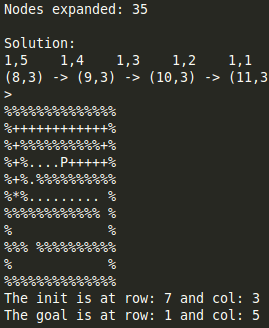 Nodes expanded: 35
Solution:
1,5    1,4    1,3    1,2    1,1
(8,3) -> (9,3) -> (10,3) -> (11,3
>
%%%%%%%%%%%%%%
%++++++++++++%
%+%%%%%%%%%%+%
%+%....P+++++%
%+%.%%%%%%%%%%
%*%......... %
%%%%%%%%%%%% %
%            %
%%% %%%%%%%%%%
%            %
%%%%%%%%%%%%%%
The init is at row: 7 and col: 3
The goal is at row: 1 and col: 5